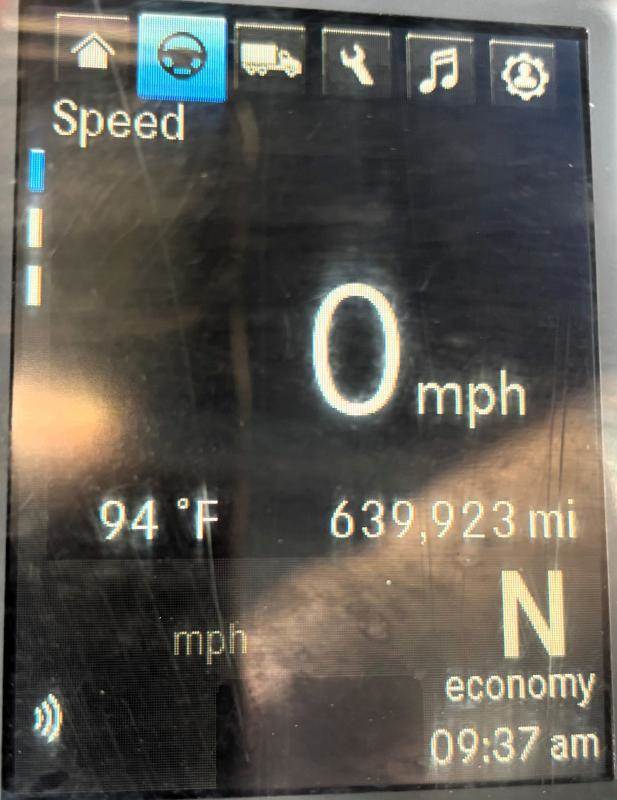 Speed
0 mph
94 °F 639,923 mi
N
mph
economy
09:37 am